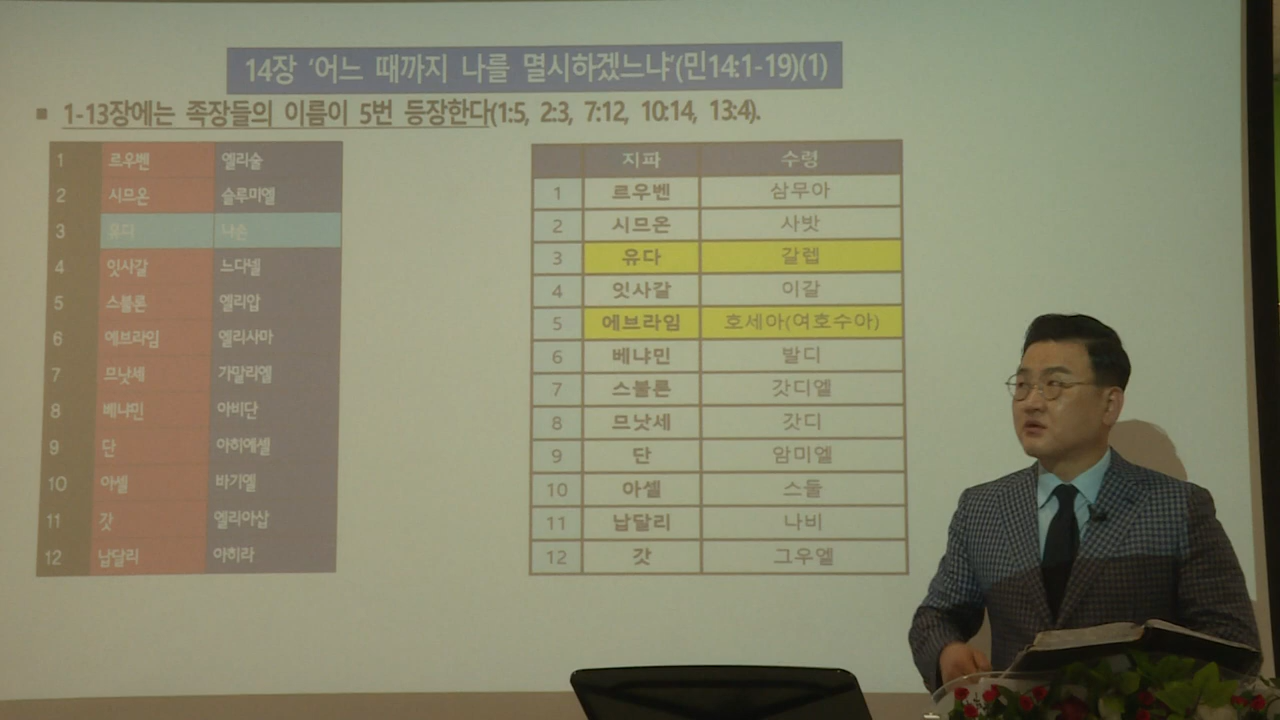 14장 '어느 때까지 나를 멸시하겠느냐'(민14:1-19)(1)
■ 1-13장에는 족장들의 이름이 5번 등장한다(1:5, 2:3, 7:12, 10:14, 13:4).
1 르우벤 엘리술
2 시므온 슬루미엘
3 유다 나손
4 잇사갈 느다넬
5 스불론 엘리압
6 에브라임 엘리사마
7 므낫세 가말리엘
8 베냐민 아비단
9 단 아히에셀
10 아셀 바기엘
11 갓 엘리아삽
12 납달리 아히라
지파 수령
1 르우벤 삼무아
2 시므온 사밧
3 유다 갈렙
4 잇사갈 이갈
5 에브라임 호세아(여호수아)
6 베냐민 발디
7 스불론 갓디엘
8 므낫세 갓디
9 단 암미엘
10 아셀 스둘
11 납달리 나비
12 갓 그우엘